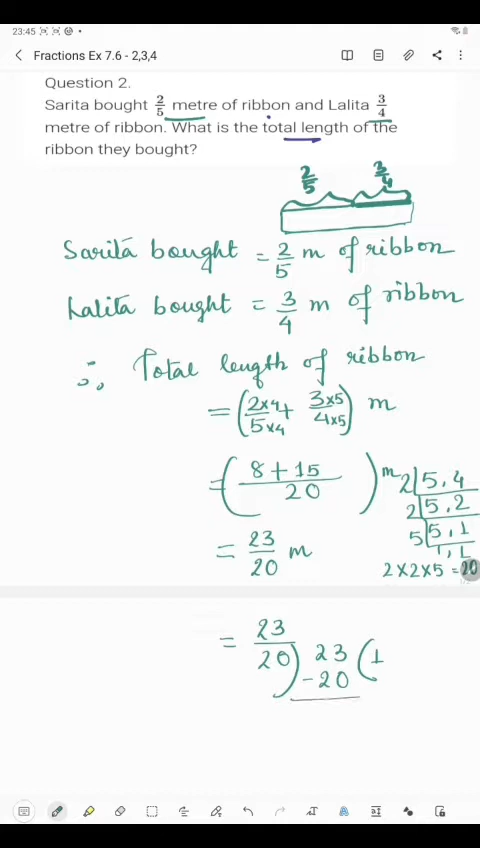 23:45
Fractions Ex 7.6 - 2,3,4
Question 2.
Sarita bought 2/5 metre of ribbon and Lalita 3/4
metre of ribbon. What is the total length of the
ribbon they bought?
2/5 3/4
Sarita bought = 2/5 m of ribbon
Lalita bought = 3/4 m of ribbon
∴ Total length of ribbon
= (2×4/5×4 + 3×5/4×5) m
= (8+15/20) m
2 | 5, 4
2 | 5, 2
5 | 5, 1
1, 1
= 23/20 m
2×2×5 = 20
= 23/20
20) 23 (1
-20